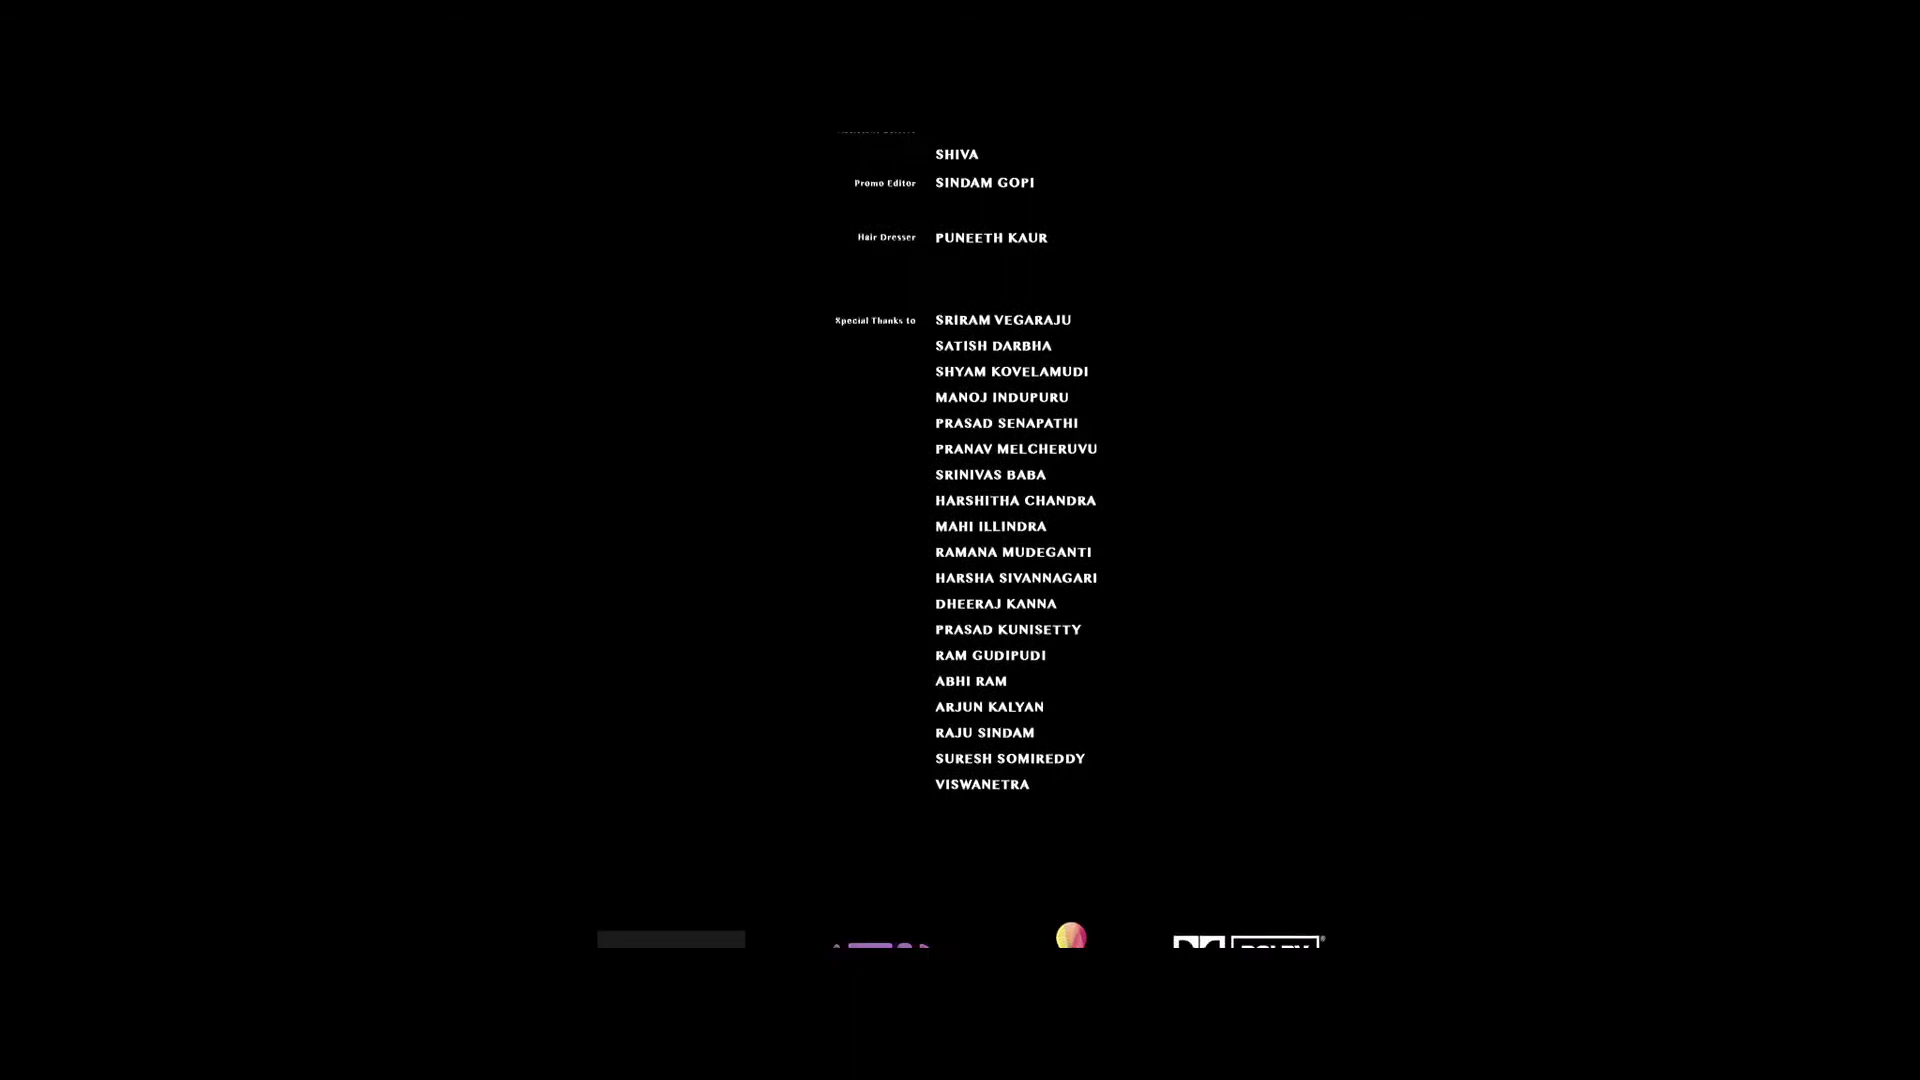 SHIVA
Promo Editor SINDAM GOPI
Hair Dresser PUNEETH KAUR
Special Thanks to SRIRAM VEGARAJU
SATISH DARBHA
SHYAM KOVELAMUDI
MANOJ INDUPURU
PRASAD SENAPATHI
PRANAV MELCHERUVU
SRINIVAS BABA
HARSHITHA CHANDRA
MAHI ILLINDRA
RAMANA MUDEGANTI
HARSHA SIVANNAGARI
DHEERAJ KANNA
PRASAD KUNISETTY
RAM GUDIPUDI
ABHI RAM
ARJUN KALYAN
RAJU SINDAM
SURESH SOMIREDDY
VISWANETRA